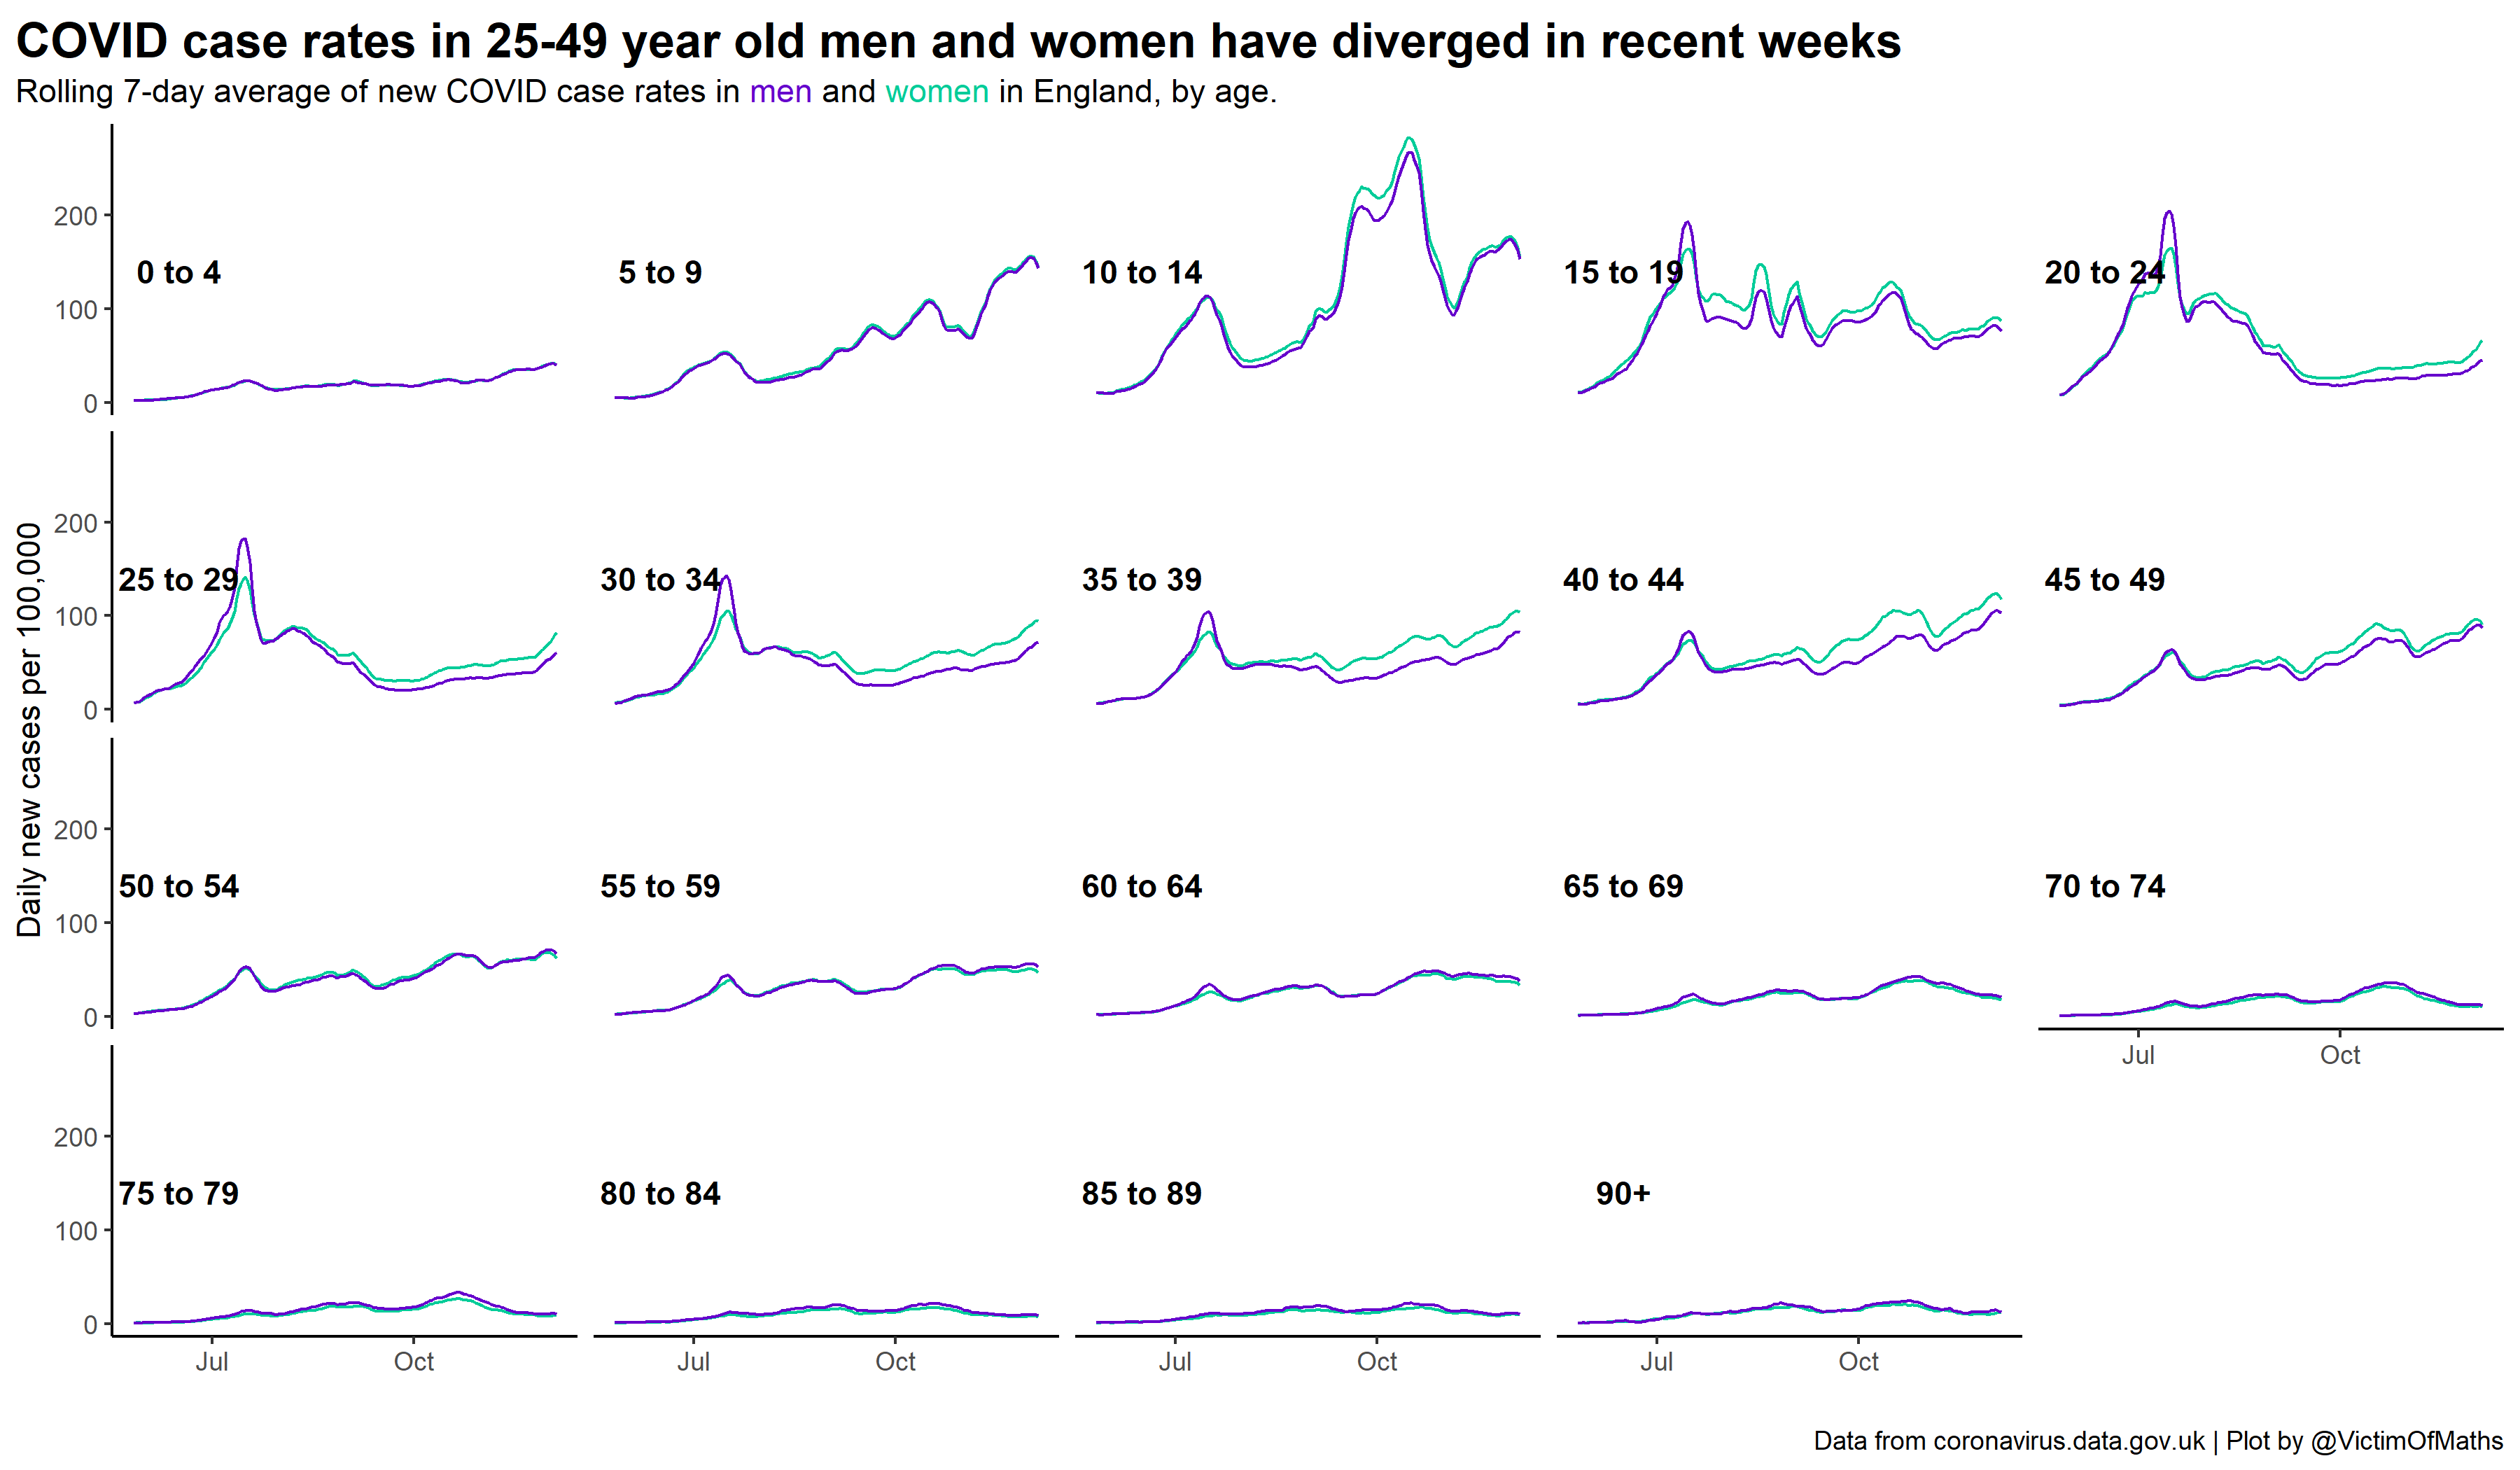 COVID case rates in 25-49 year old men and women have diverged in recent weeks
Rolling 7-day average of new COVID case rates in men and women in England, by age.
Daily new cases per 100,000
200
100
0
0 to 4
5 to 9
10 to 14
15 to 19
20 to 24
200
100
0
25 to 29
30 to 34
35 to 39
40 to 44
45 to 49
200
100
0
50 to 54
55 to 59
60 to 64
65 to 69
70 to 74
Jul
Oct
200
100
0
75 to 79
80 to 84
85 to 89
90+
Jul
Oct
Jul
Oct
Jul
Oct
Jul
Oct
Data from coronavirus.data.gov.uk | Plot by @VictimOfMaths